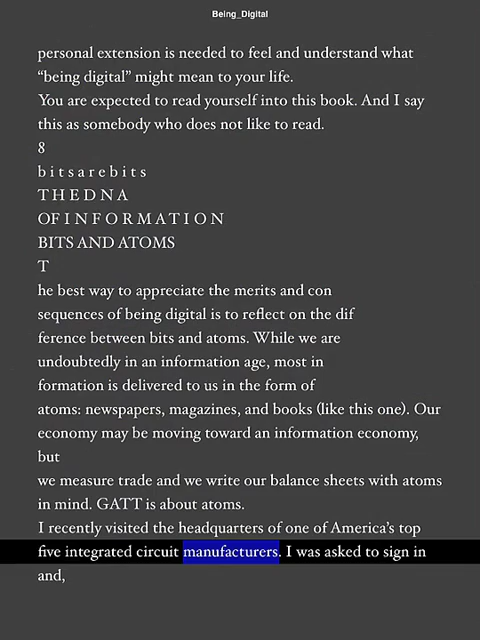 Being_Digital
personal extension is needed to feel and understand what
“being digital” might mean to your life.
You are expected to read yourself into this book. And I say
this as somebody who does not like to read.
8
b i t s a r e b i t s
T H E D N A
OF I N F O R M A T I O N
BITS AND ATOMS
T
he best way to appreciate the merits and con
sequences of being digital is to reflect on the dif
ference between bits and atoms. While we are
undoubtedly in an information age, most in
formation is delivered to us in the form of
atoms: newspapers, magazines, and books (like this one). Our
economy may be moving toward an information economy,
but
we measure trade and we write our balance sheets with atoms
in mind. GATT is about atoms.
I recently visited the headquarters of one of America’s top
five integrated circuit manufacturers. I was asked to sign in
and,